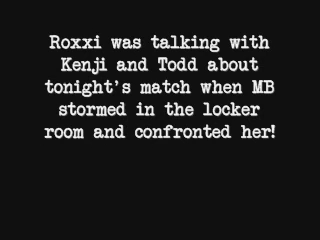 Roxxi was talking with
Kenji and Todd about
tonight's match when MB
stormed in the locker
room and confronted her!